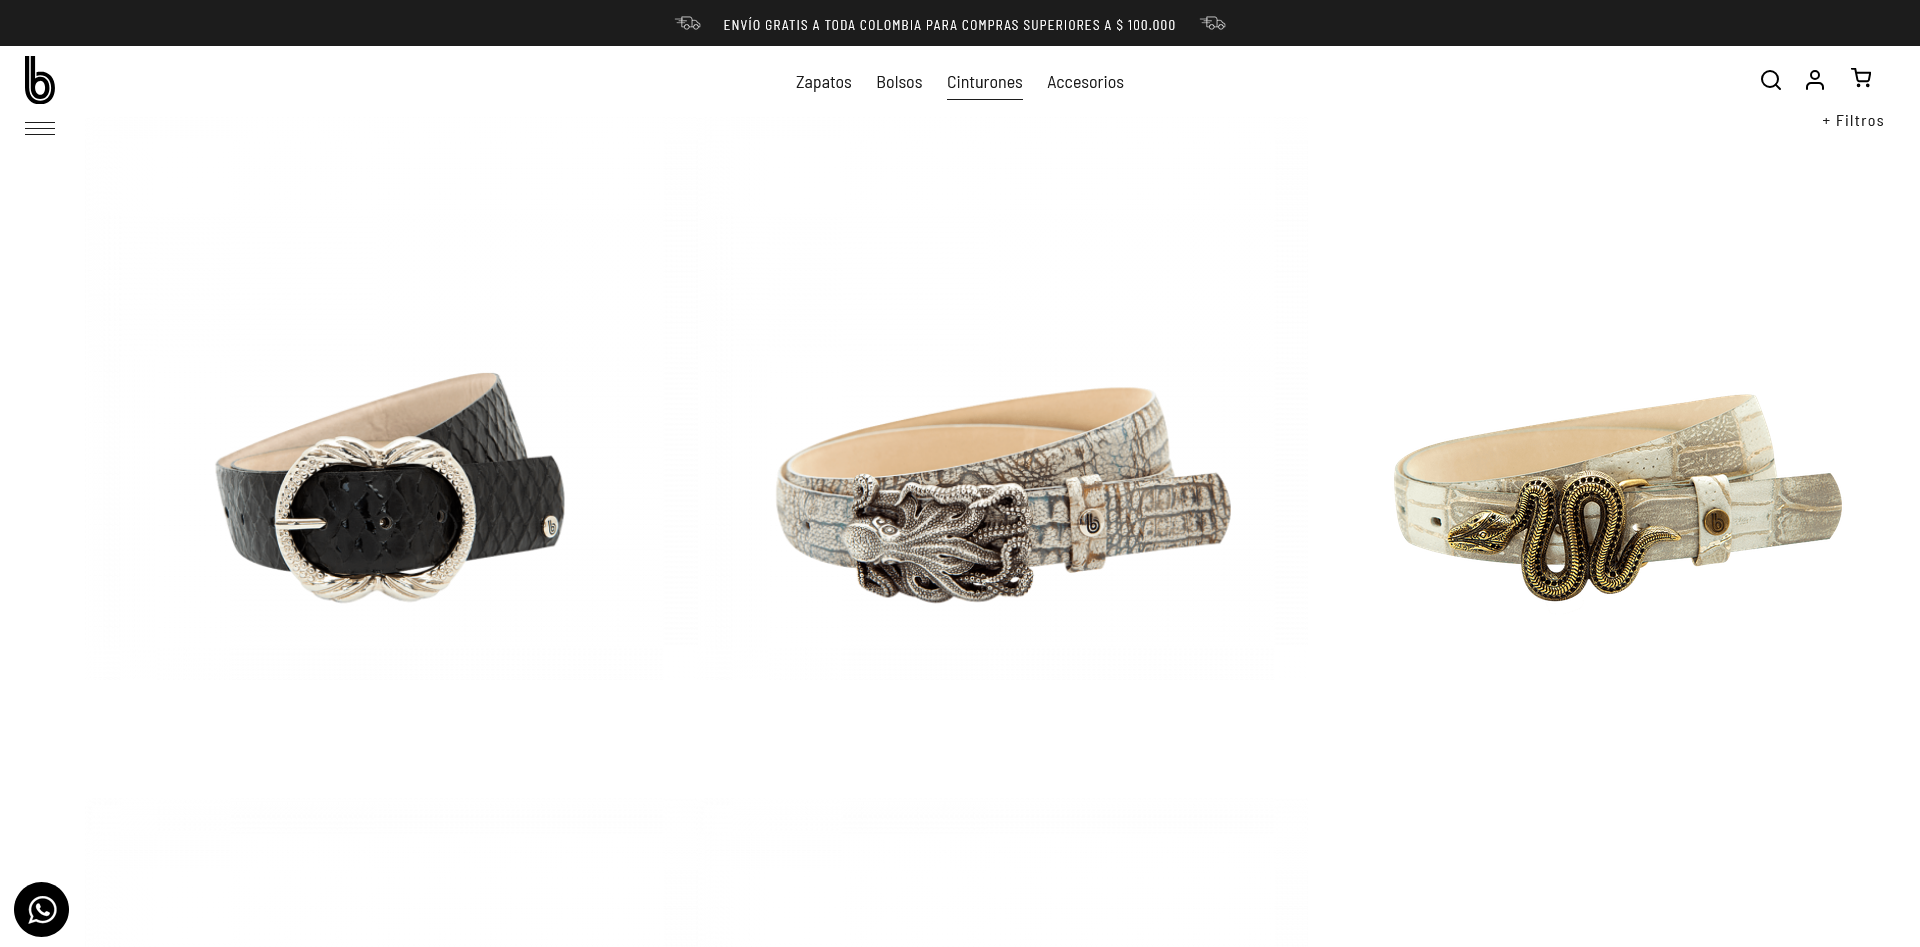 ENVÍO GRATIS A TODA COLOMBIA PARA COMPRAS SUPERIORES A $ 100.000
b
Zapatos Bolsos Cinturones Accesorios
+ Filtros
b
b
b